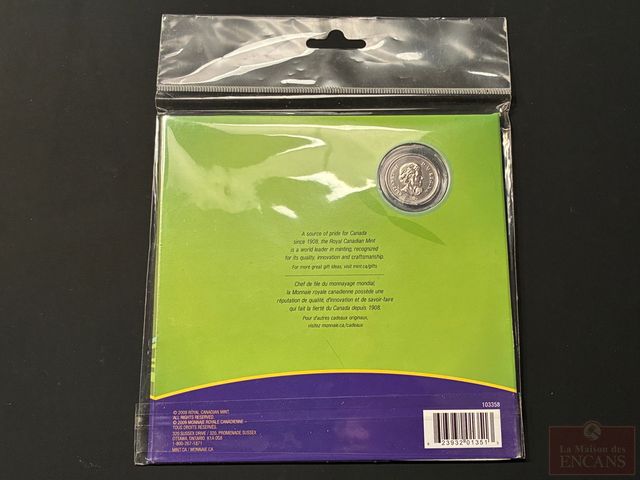 A source of pride for Canada
since 1908, the Royal Canadian Mint
is a world leader in minting, recognized
for its quality, innovation and craftsmanship.
For more great gift ideas, visit mint.ca/gifts
Chef de file du monnayage mondial,
la Monnaie royale canadienne possède une
réputation de qualité, d'innovation et de savoir-faire
qui fait la fierté du Canada depuis 1908.
Pour d'autres cadeaux originaux,
visitez monnaie.ca/cadeaux
© 2009 ROYAL CANADIAN MINT.
ALL RIGHTS RESERVED.
© 2009 MONNAIE ROYALE CANADIENNE –
TOUS DROITS RÉSERVÉS.
320 SUSSEX DRIVE / 320, PROMENADE SUSSEX
OTTAWA, ONTARIO K1A 0G8
1-800-267-1871
MINT.CA / MONNAIE.CA
103358
23932 01351
La Maison des
ENCANS